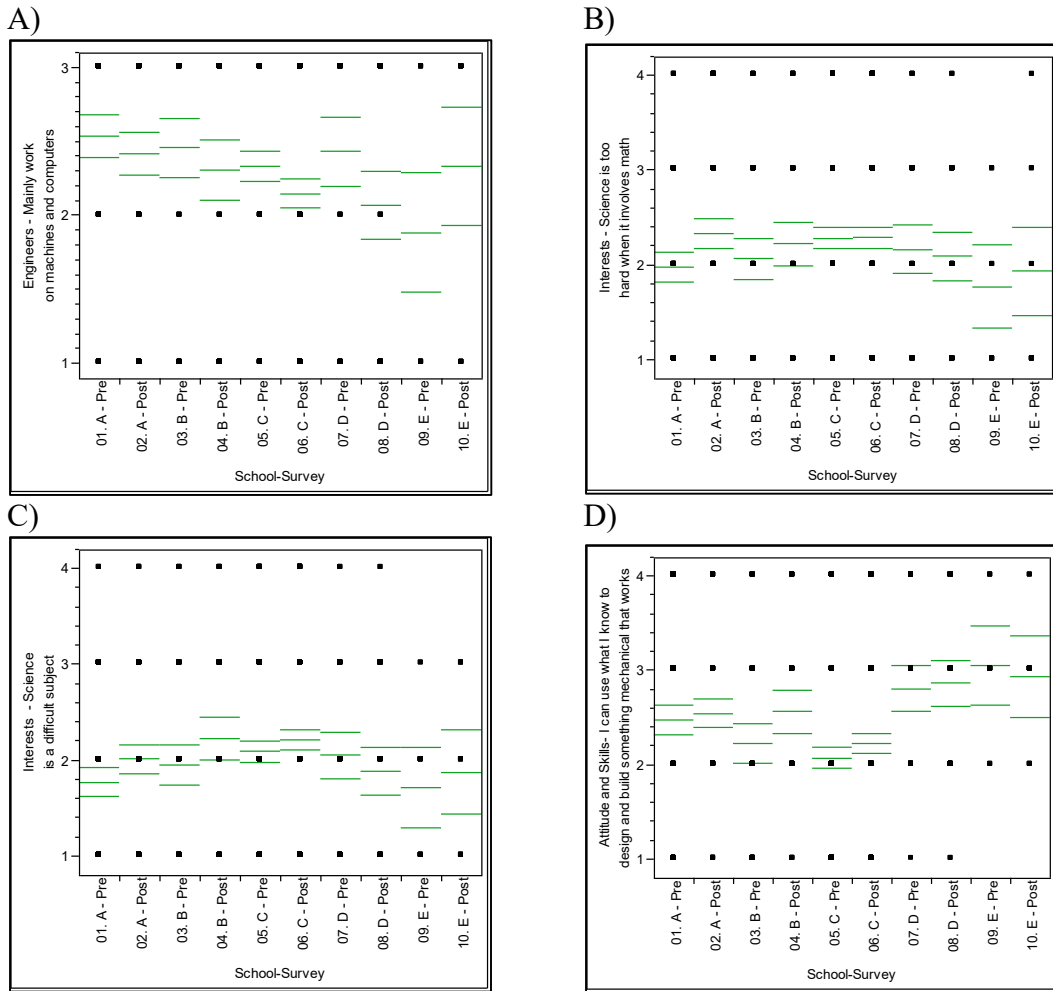 A)
Engineers - Mainly work
on machines and computers
3
2
1
01. A - Pre
02. A - Post
03. B - Pre
04. B - Post
05. C - Pre
06. C - Post
07. D - Pre
08. D - Post
09. E - Pre
10. E - Post
School-Survey
B)
Interests - Science is too
hard when it involves math
4
3
2
1
01. A - Pre
02. A - Post
03. B - Pre
04. B - Post
05. C - Pre
06. C - Post
07. D - Pre
08. D - Post
09. E - Pre
10. E - Post
School-Survey
C)
Interests - Science
is a difficult subject
4
3
2
1
01. A - Pre
02. A - Post
03. B - Pre
04. B - Post
05. C - Pre
06. C - Post
07. D - Pre
08. D - Post
09. E - Pre
10. E - Post
School-Survey
D)
Attitude and Skills- I can use what I know to
design and build something mechanical that works
4
3
2
1
01. A - Pre
02. A - Post
03. B - Pre
04. B - Post
05. C - Pre
06. C - Post
07. D - Pre
08. D - Post
09. E - Pre
10. E - Post
School-Survey